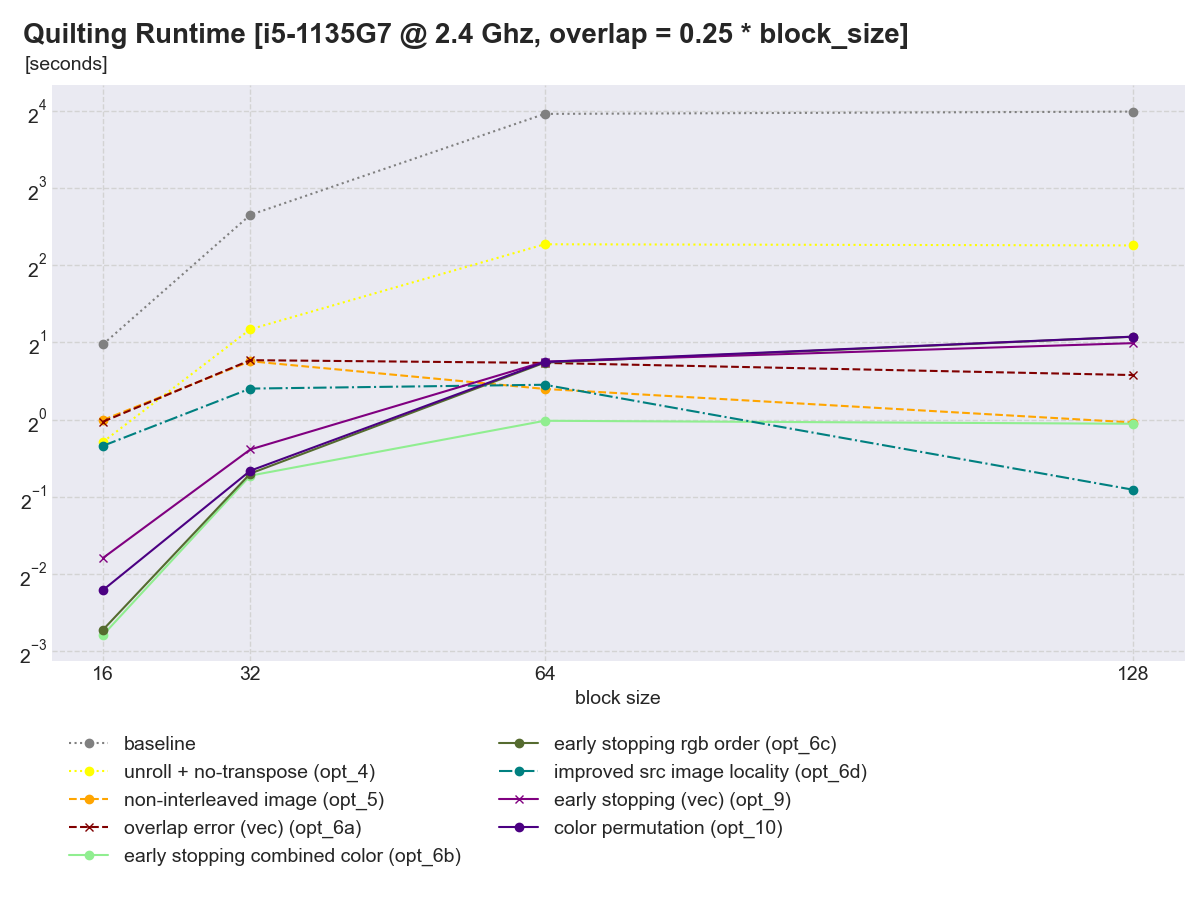 Quilting Runtime [i5-1135G7 @ 2.4 Ghz, overlap = 0.25 * block_size]
[seconds]
2^4
2^3
2^2
2^1
2^0
2^−1
2^−2
2^−3
16 32 64 128
block size
baseline
unroll + no-transpose (opt_4)
non-interleaved image (opt_5)
overlap error (vec) (opt_6a)
early stopping combined color (opt_6b)
early stopping rgb order (opt_6c)
improved src image locality (opt_6d)
early stopping (vec) (opt_9)
color permutation (opt_10)